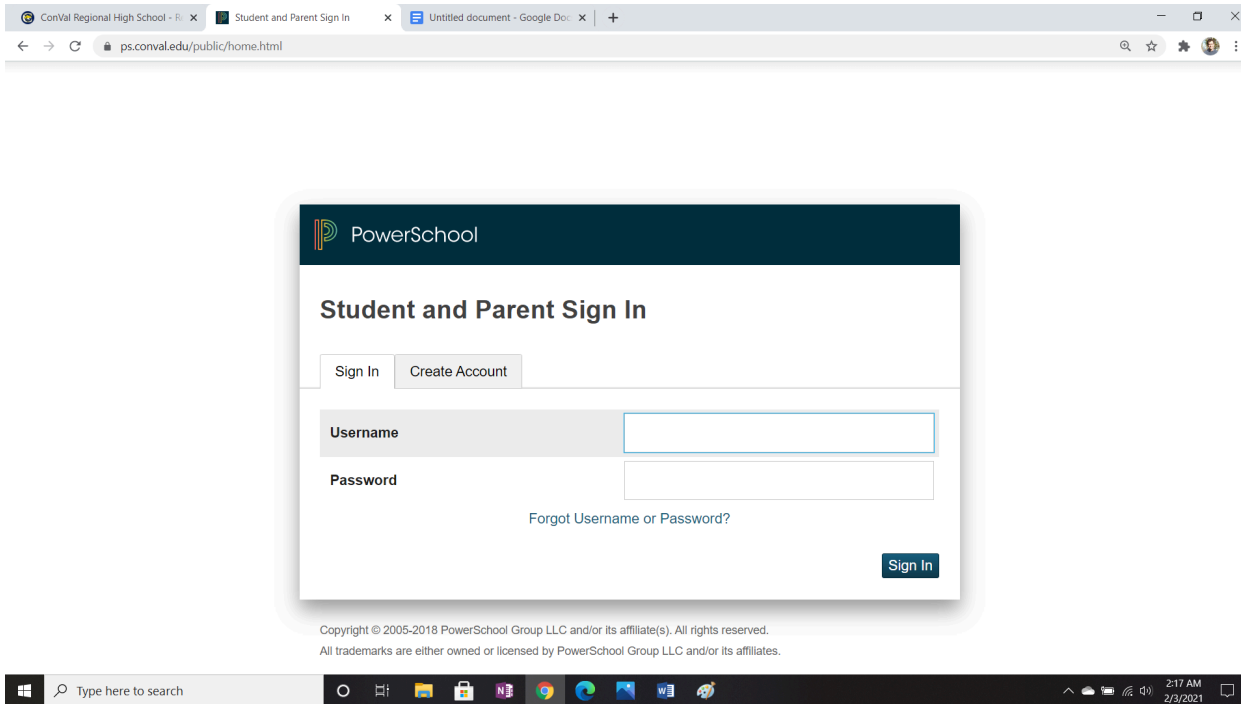 ConVal Regional High School - R
Student and Parent Sign In
Untitled document - Google Doc
ps.conval.edu/public/home.html
PowerSchool
Student and Parent Sign In
Sign In
Create Account
Username
Password
Forgot Username or Password?
Sign In
Copyright © 2005-2018 PowerSchool Group LLC and/or its affiliate(s). All rights reserved.
All trademarks are either owned or licensed by PowerSchool Group LLC and/or its affiliates.
Type here to search
2:17 AM
2/3/2021